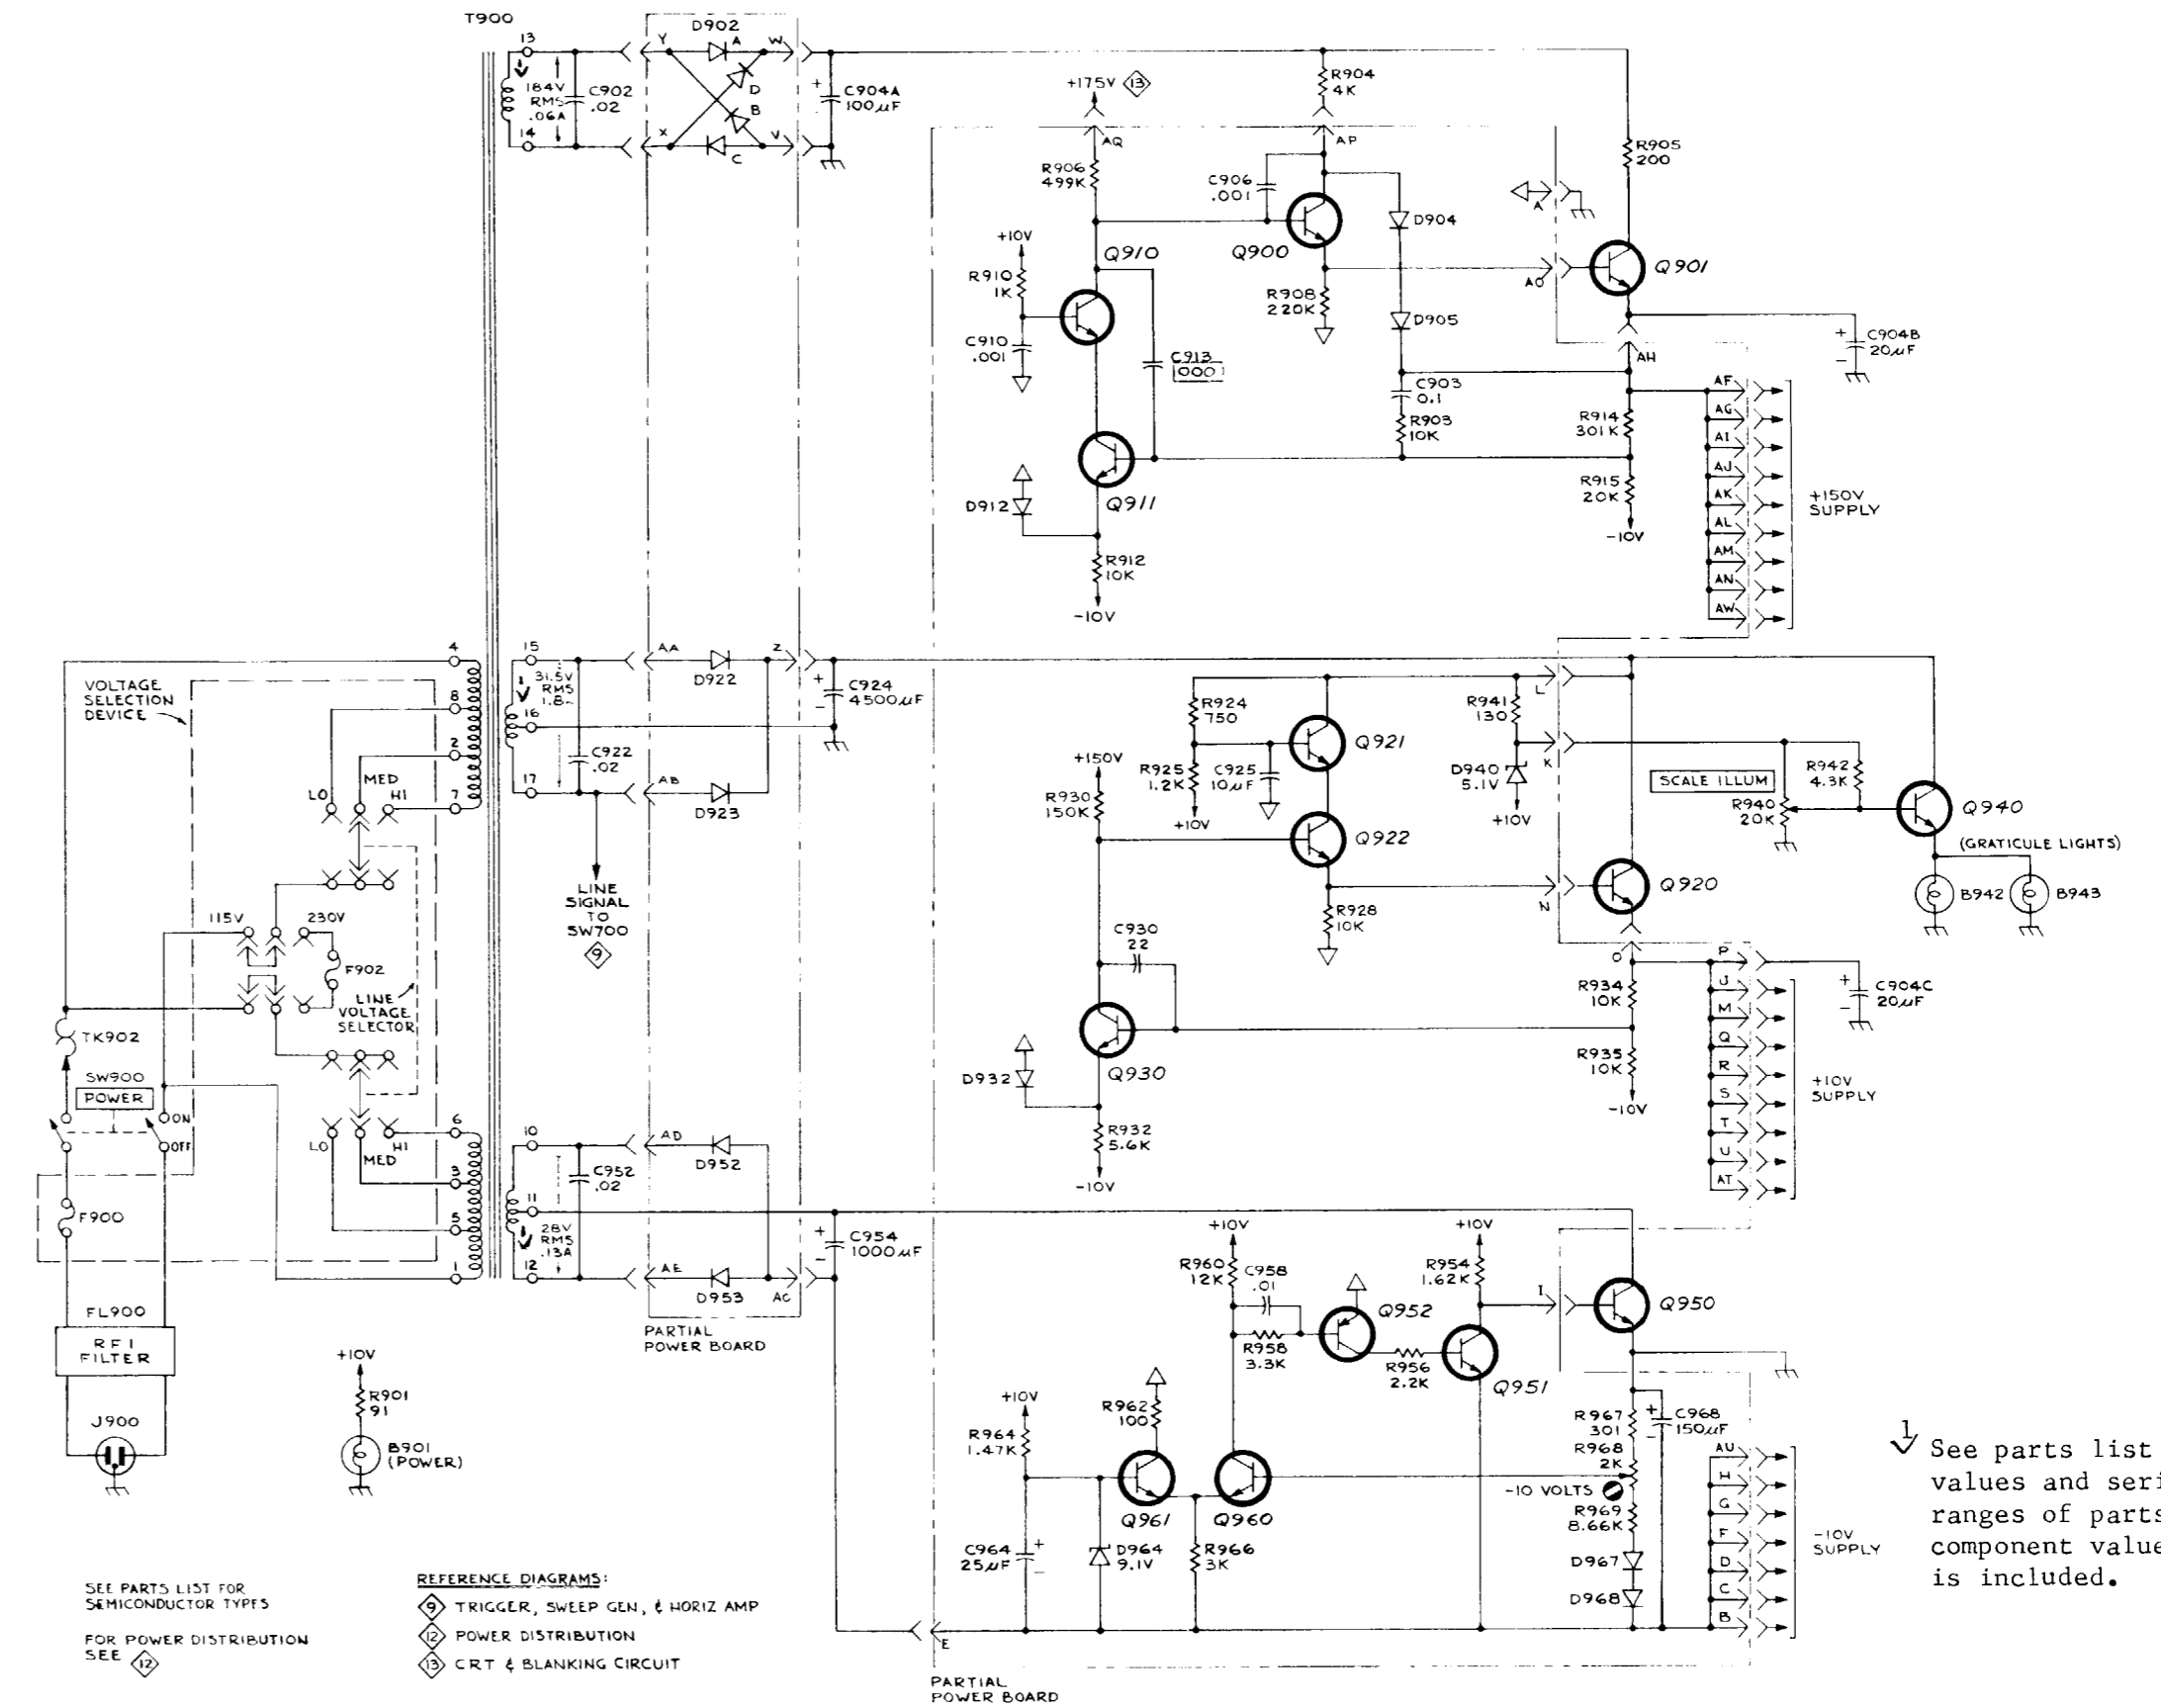 T900
13
184V
RMS
.06A
14
C902
.02
D902
Y
A
W
D
B
X
C
V
+
C904A
100µF
+175V 13
AQ
R906
499K
R904
4K
AP
C906
.001
Q900
D904
D905
R908
220K
R905
200
A
AO
Q901
+10V
R910
1K
C910
.001
Q910
C913
Q911
D912
R912
10K
-10V
C903
0.1
R903
10K
AH
+
-
C904B
20µF
R914
301K
R915
20K
-10V
AF
AG
AI
AJ
AK
AL
AM
AN
AW
+150V
SUPPLY
VOLTAGE
SELECTION
DEVICE
4
8
2
7
LO
MED
HI
15
31.5V
RMS
16
17
C922
.02
AA
D922
Z
AB
D923
LINE
SIGNAL
TO
SW700
9
+
-
C924
4500µF
R924
750
R925
1.2K
+10V
C925
10µF
Q921
Q922
+150V
R930
150K
R928
10K
R941
130
D940
5.1V
+10V
L
K
N
SCALE ILLUM
R940
20K
R942
4.3K
Q940
(GRATICULE LIGHTS)
B942
B943
Q920
C930
22
Q930
D932
R932
5.6K
-10V
O
R934
10K
R935
10K
-10V
P
J
M
Q
R
S
T
U
AT
+
-
C904C
20µF
+10V
SUPPLY
115V
230V
F902
LINE
VOLTAGE
SELECTOR
TK902
SW900
POWER
ON
OFF
F900
LO
MED
HI
6
3
5
1
10
11
28V
RMS
.13A
12
C952
.02
AD
D952
AE
D953
AC
+
-
C954
1000µF
PARTIAL
POWER BOARD
FL900
RFI
FILTER
J900
+10V
R901
91
B901
(POWER)
+10V
R960
12K
C958
.01
R958
3.3K
Q952
R956
2.2K
+10V
R954
1.62K
Q951
I
Q950
+10V
R964
1.47K
R962
100
Q961
Q960
C964
25µF
+
-
D964
9.1V
R966
3K
R967
301
R968
2K
-10 VOLTS
R969
8.66K
D967
D968
+
-
C968
150µF
AU
H
G
F
D
C
B
-10V
SUPPLY
E
PARTIAL
POWER BOARD
SEE PARTS LIST FOR
SEMICONDUCTOR TYPES
FOR POWER DISTRIBUTION
SEE 12
REFERENCE DIAGRAMS:
9 TRIGGER, SWEEP GEN, & HORIZ AMP
12 POWER DISTRIBUTION
13 CRT & BLANKING CIRCUIT
1 See parts list
values and seri
ranges of parts
component value
is included.